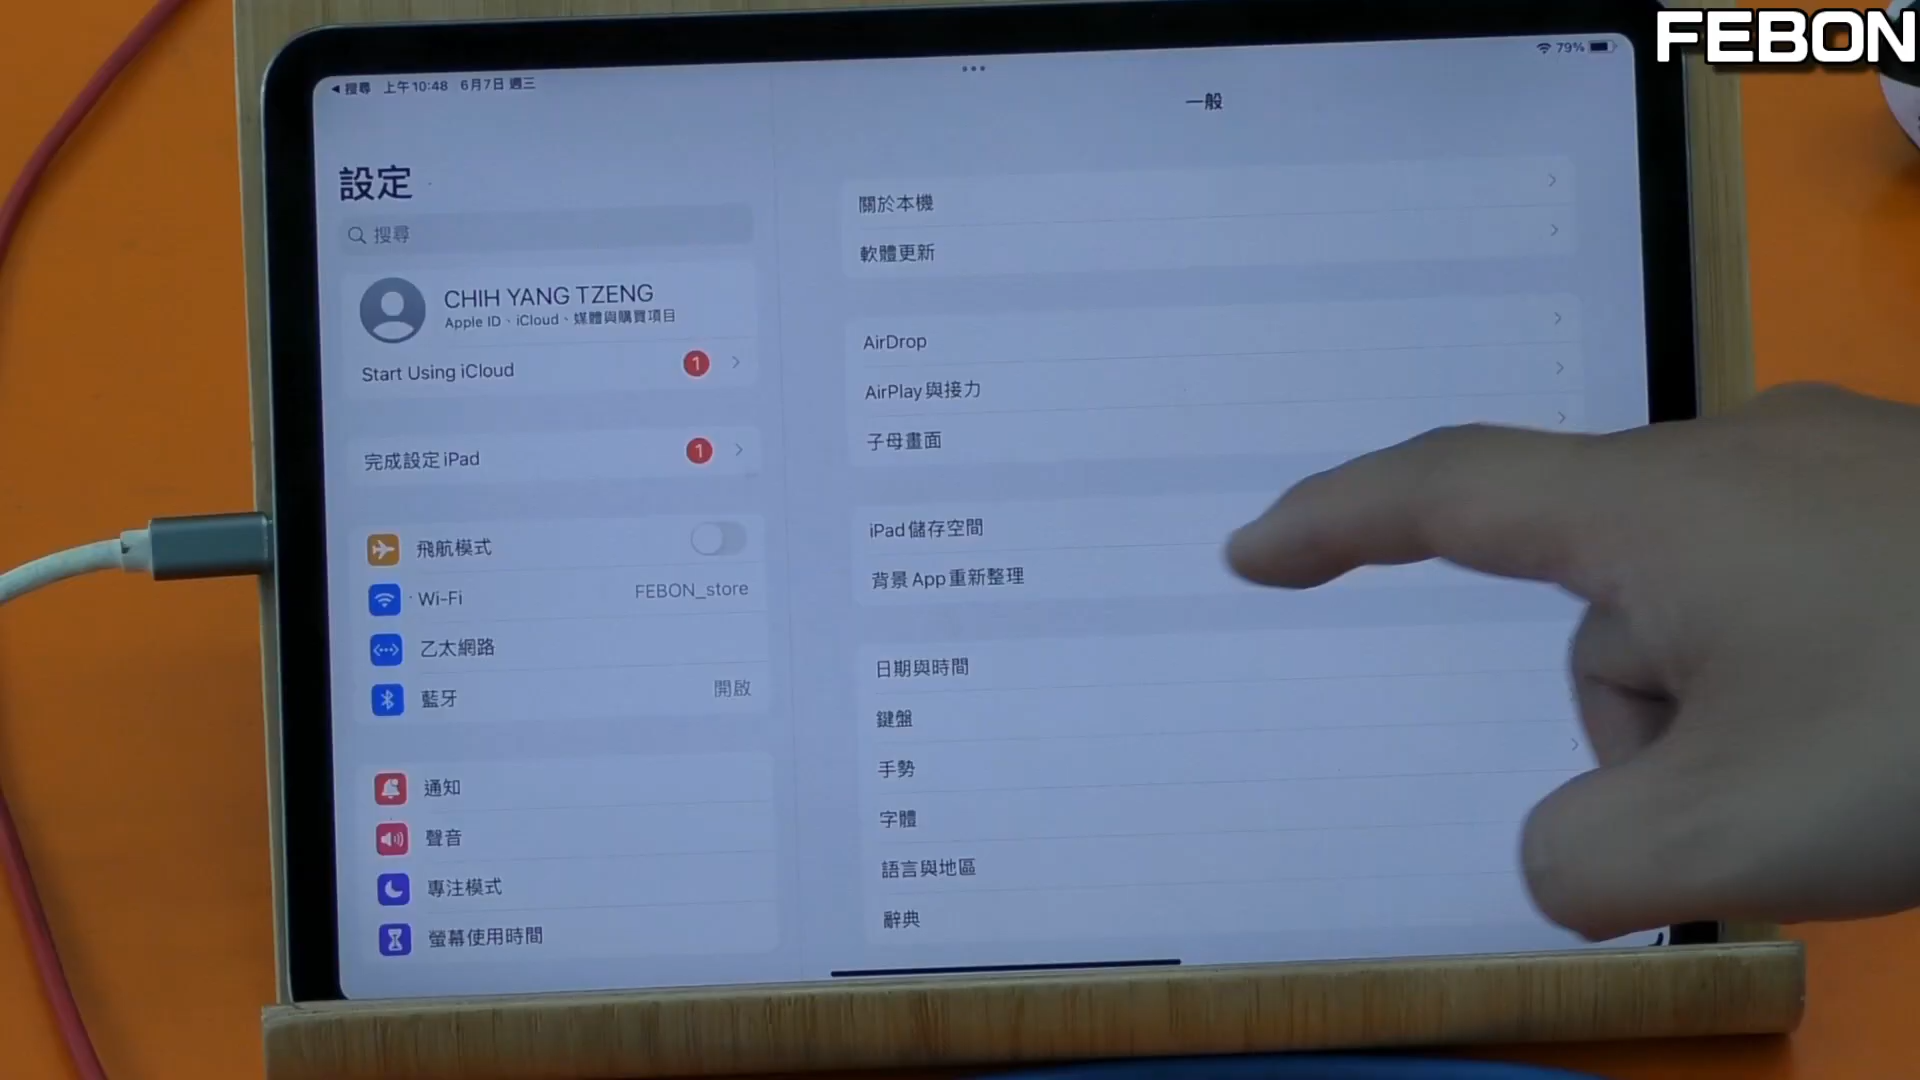 FEBON
搜尋 上午10:48 6月7日 週三
79%
一般
設定
搜尋
CHIH YANG TZENG
Apple ID、iCloud、媒體與購買項目
Start Using iCloud 1
完成設定 iPad 1
飛航模式
Wi-Fi FEBON_store
乙太網路
藍牙 開啟
通知
聲音
專注模式
螢幕使用時間
關於本機
軟體更新
AirDrop
AirPlay與接力
子母畫面
iPad儲存空間
背景 App 重新整理
日期與時間
鍵盤
手勢
字體
語言與地區
辭典